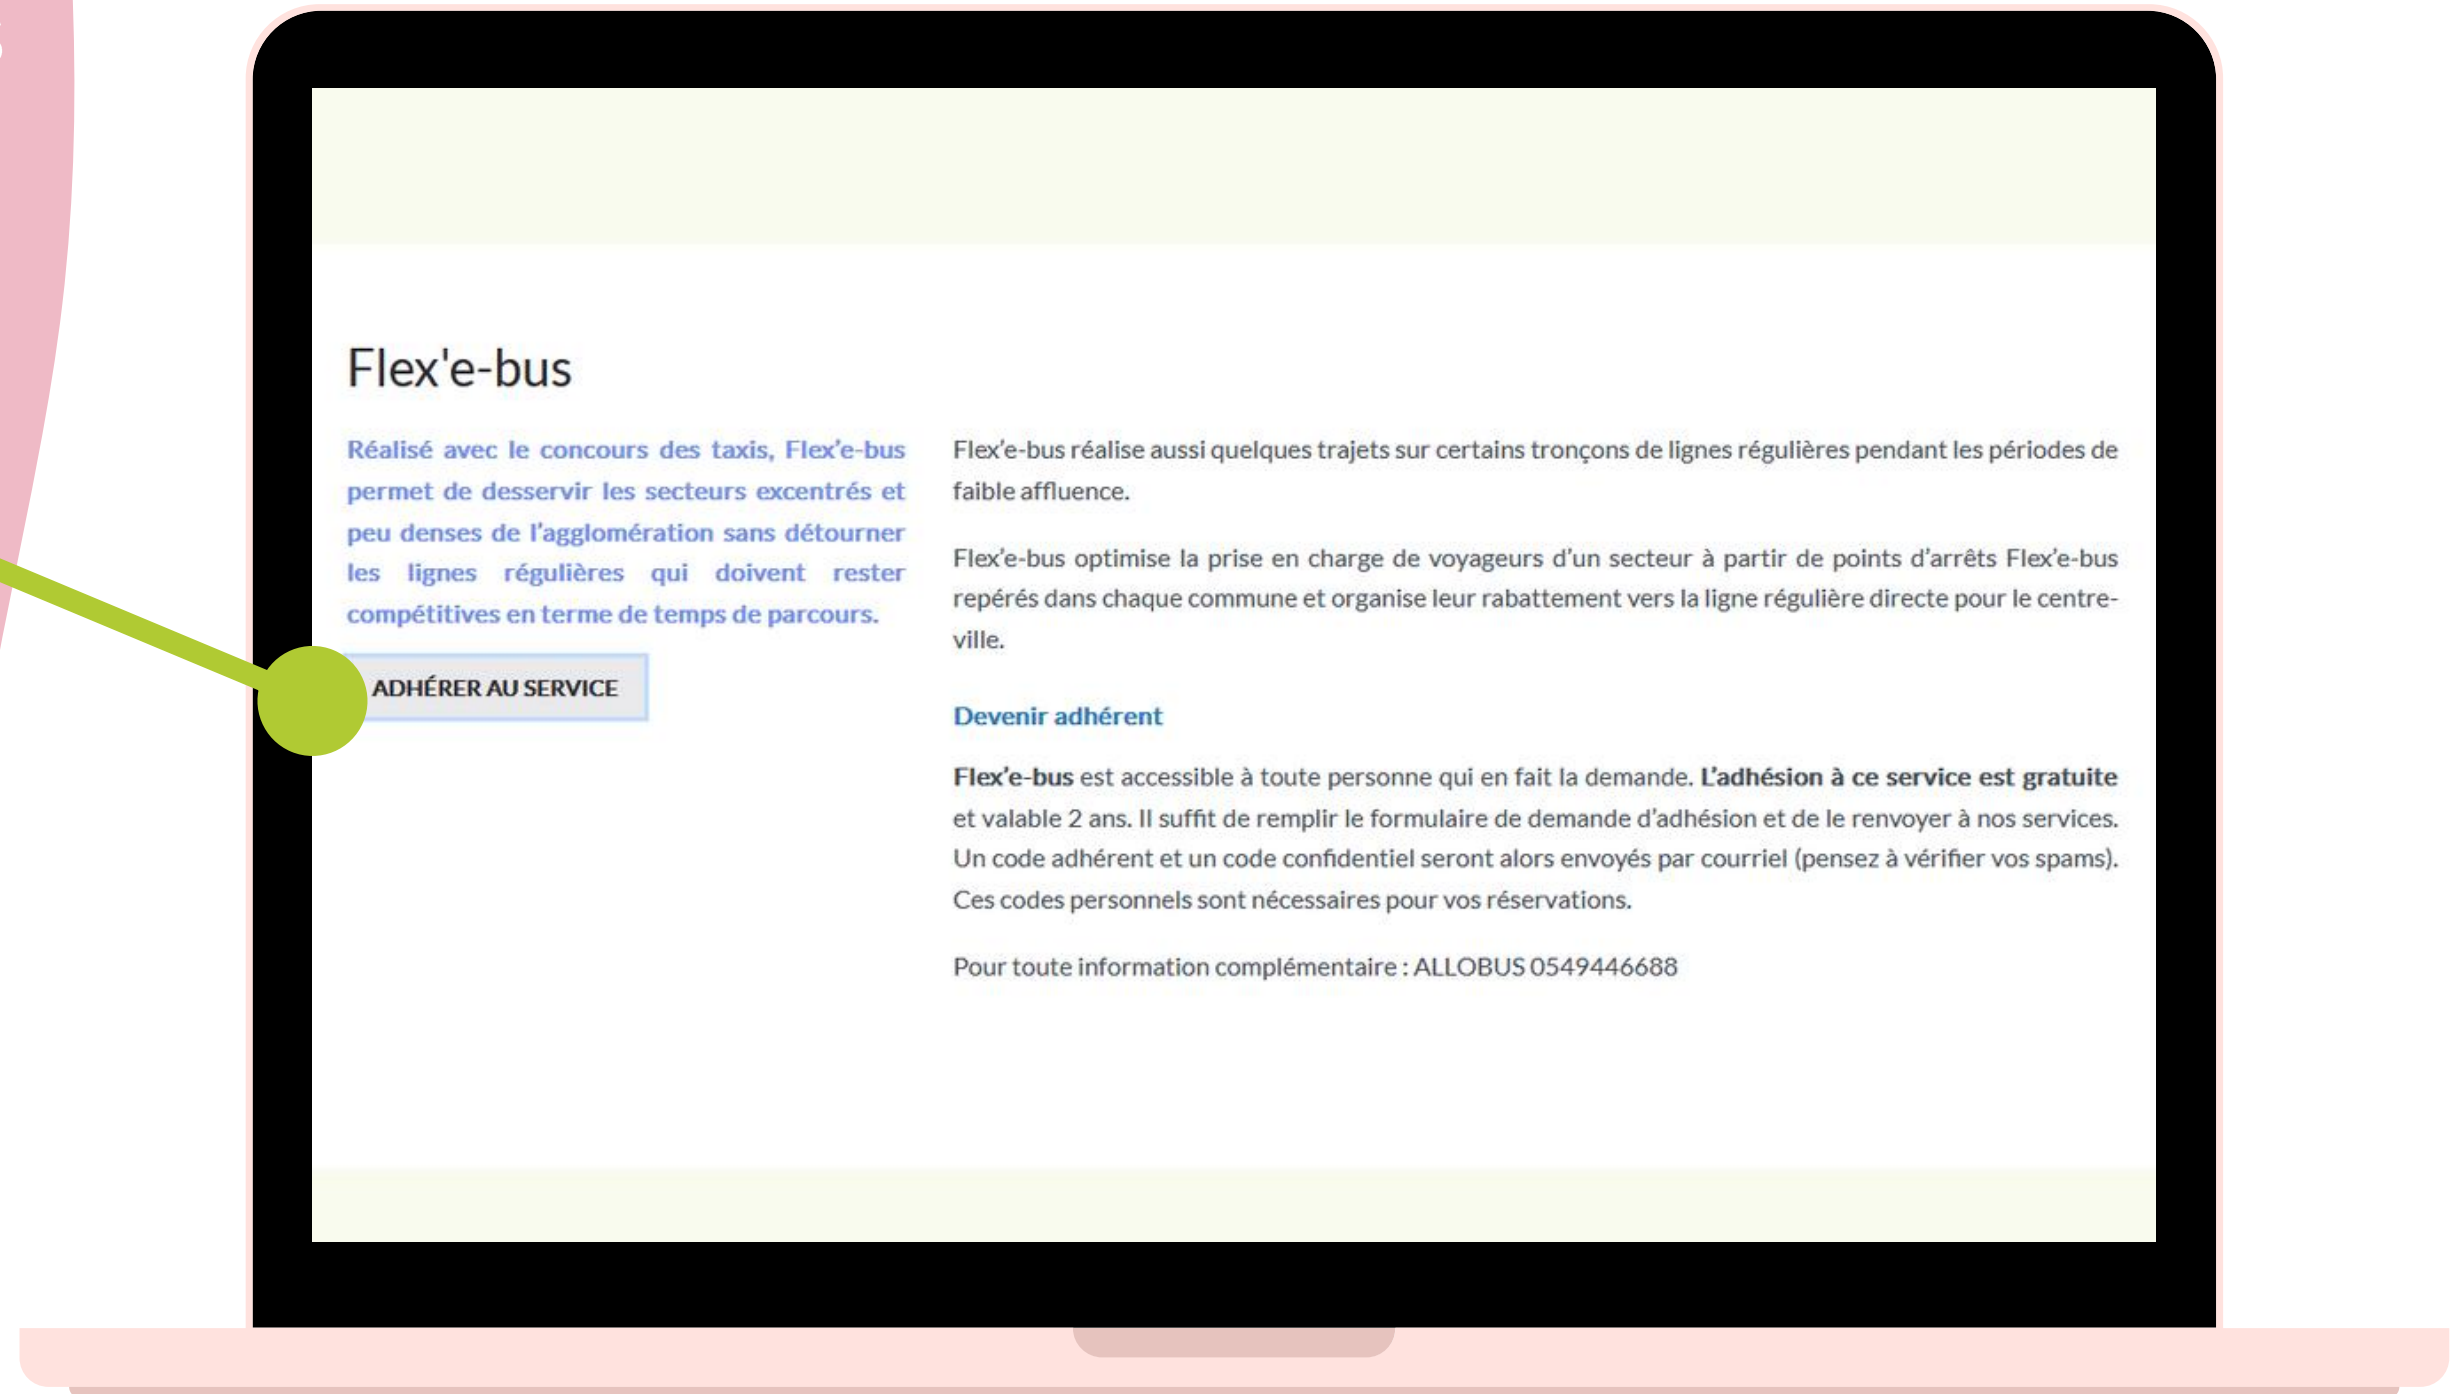 Flex'e-bus
Réalisé avec le concours des taxis, Flex’e-bus
permet de desservir les secteurs excentrés et
peu denses de l’agglomération sans détourner
les lignes régulières qui doivent rester
compétitives en terme de temps de parcours.
ADHÉRER AU SERVICE
Flex’e-bus réalise aussi quelques trajets sur certains tronçons de lignes régulières pendant les périodes de
faible affluence.
Flex’e-bus optimise la prise en charge de voyageurs d’un secteur à partir de points d’arrêts Flex’e-bus
repérés dans chaque commune et organise leur rabattement vers la ligne régulière directe pour le centre-
ville.
Devenir adhérent
Flex’e-bus est accessible à toute personne qui en fait la demande. L’adhésion à ce service est gratuite
et valable 2 ans. Il suffit de remplir le formulaire de demande d’adhésion et de le renvoyer à nos services.
Un code adhérent et un code confidentiel seront alors envoyés par courriel (pensez à vérifier vos spams).
Ces codes personnels sont nécessaires pour vos réservations.
Pour toute information complémentaire : ALLOBUS 0549446688